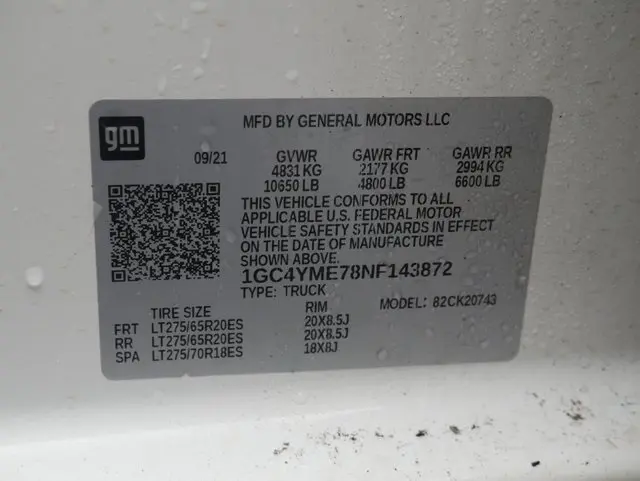 gm
MFD BY GENERAL MOTORS LLC
09/21 GVWR GAWR FRT GAWR RR
4831 KG 2177 KG 2994 KG
10650 LB 4800 LB 6600 LB
THIS VEHICLE CONFORMS TO ALL
APPLICABLE U.S. FEDERAL MOTOR
VEHICLE SAFETY STANDARDS IN EFFECT
ON THE DATE OF MANUFACTURE
SHOWN ABOVE.
1GC4YME78NF143872
TYPE: TRUCK MODEL: 82CK20743
TIRE SIZE RIM
FRT LT275/65R20ES 20X8.5J
RR LT275/65R20ES 20X8.5J
SPA LT275/70R18ES 18X8J